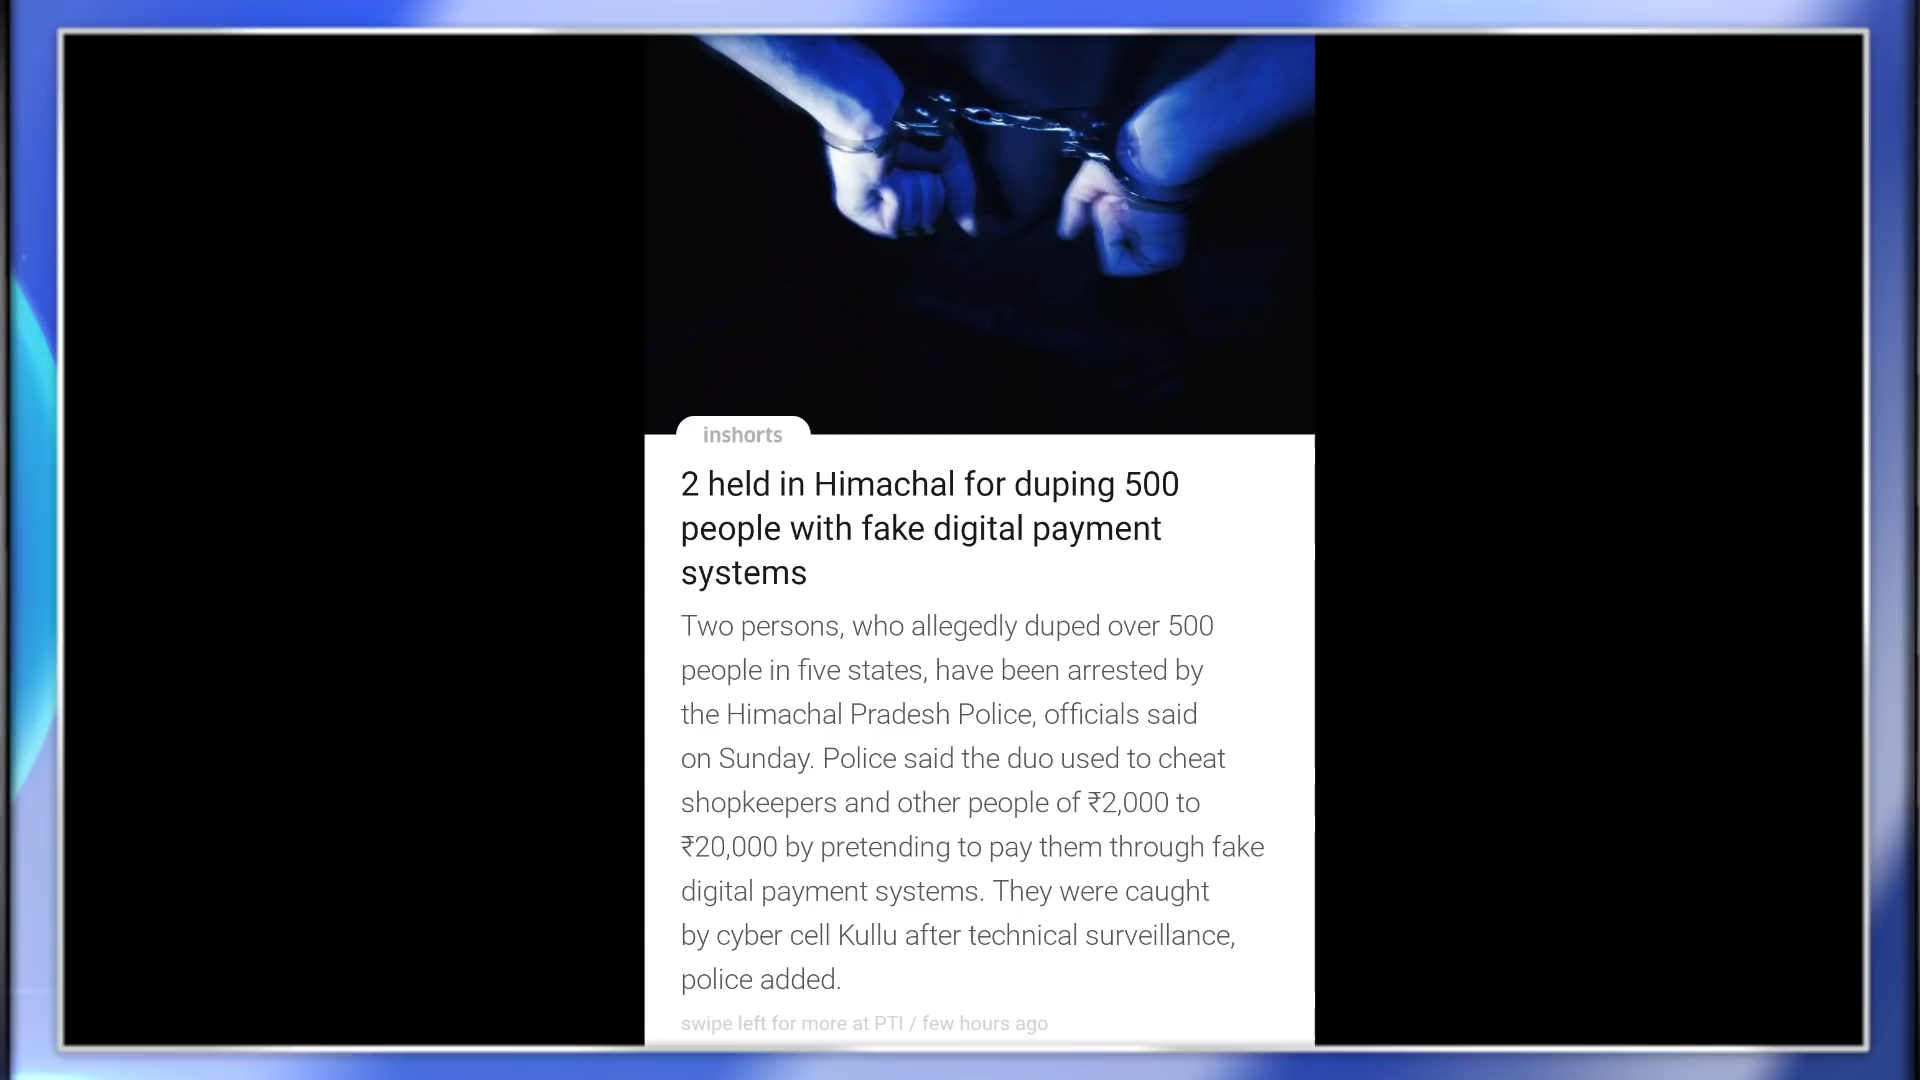 inshorts
2 held in Himachal for duping 500
people with fake digital payment
systems
Two persons, who allegedly duped over 500
people in five states, have been arrested by
the Himachal Pradesh Police, officials said
on Sunday. Police said the duo used to cheat
shopkeepers and other people of ₹2,000 to
₹20,000 by pretending to pay them through fake
digital payment systems. They were caught
by cyber cell Kullu after technical surveillance,
police added.
swipe left for more at PTI / few hours ago